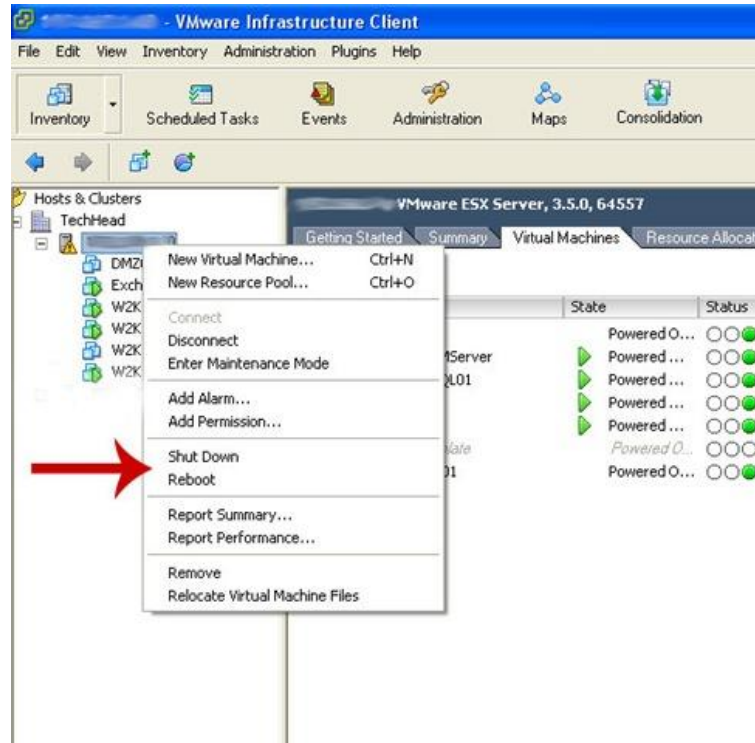 - VMware Infrastructure Client
File Edit View Inventory Administration Plugins Help
Inventory Scheduled Tasks Events Administration Maps Consolidation
Hosts & Clusters
TechHead
VMware ESX Server, 3.5.0, 64557
Getting Started Summary Virtual Machines Resource Allocat
New Virtual Machine... Ctrl+N
New Resource Pool... Ctrl+O
Connect
Disconnect
Enter Maintenance Mode
Add Alarm...
Add Permission...
Shut Down
Reboot
Report Summary...
Report Performance...
Remove
Relocate Virtual Machine Files
DMZ
Exch
W2K
W2K
W2K
W2K
State Status
Powered O...
MServer Powered ...
QL01 Powered ...
Powered ...
Powered ...
plate Powered O...
01 Powered O...